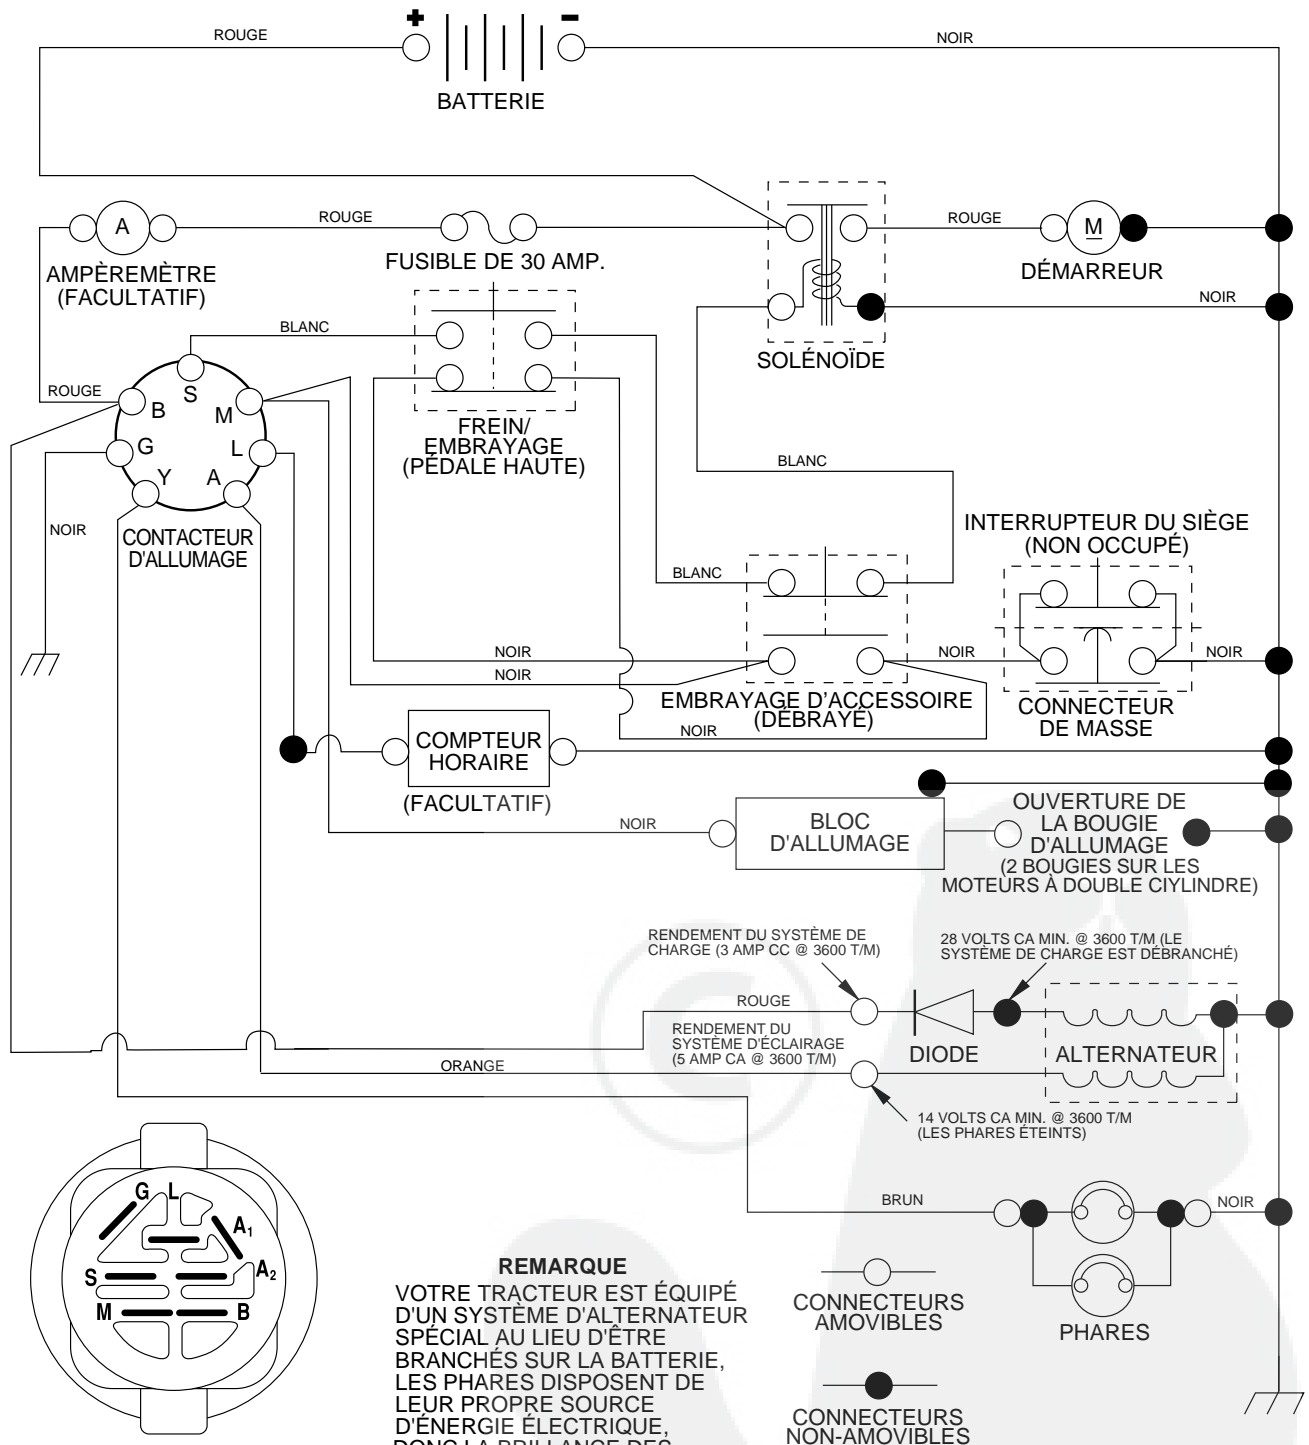 + -
ROUGE
NOIR
BATTERIE
A
ROUGE
ROUGE
M
AMPÈREMÈTRE
(FACULTATIF)
FUSIBLE DE 30 AMP.
DÉMARREUR
NOIR
BLANC
SOLÉNOÏDE
ROUGE
S
B
M
G
L
Y
A
FREIN/
EMBRAYAGE
(PÉDALE HAUTE)
BLANC
NOIR
CONTACTEUR
D'ALLUMAGE
INTERRUPTEUR DU SIÈGE
(NON OCCUPÉ)
BLANC
NOIR
NOIR
NOIR
NOIR
EMBRAYAGE D'ACCESSOIRE
(DÉBRAYÉ)
CONNECTEUR
DE MASSE
NOIR
COMPTEUR
HORAIRE
(FACULTATIF)
NOIR
BLOC
D'ALLUMAGE
OUVERTURE DE
LA BOUGIE
D'ALLUMAGE
(2 BOUGIES SUR LES
MOTEURS À DOUBLE CIYLINDRE)
RENDEMENT DU SYSTÈME DE
CHARGE (3 AMP CC @ 3600 T/M)
28 VOLTS CA MIN. @ 3600 T/M (LE
SYSTÈME DE CHARGE EST DÉBRANCHÉ)
ROUGE
RENDEMENT DU
SYSTÈME D'ÉCLAIRAGE
(5 AMP CA @ 3600 T/M)
DIODE
ALTERNATEUR
ORANGE
14 VOLTS CA MIN. @ 3600 T/M
(LES PHARES ÉTEINTS)
BRUN
NOIR
G L
A1
S
A2
M
B
REMARQUE
VOTRE TRACTEUR EST ÉQUIPÉ
D'UN SYSTÈME D'ALTERNATEUR
SPÉCIAL AU LIEU D'ÊTRE
BRANCHÉS SUR LA BATTERIE,
LES PHARES DISPOSENT DE
LEUR PROPRE SOURCE
D'ÉNERGIE ÉLECTRIQUE,
DONC LA BRILLANCE DES
CONNECTEURS
AMOVIBLES
PHARES
CONNECTEURS
NON-AMOVIBLES